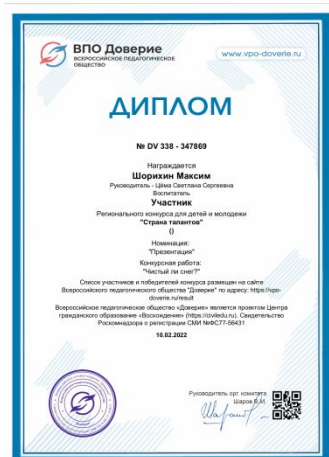 ВПО Доверие
ВСЕРОССИЙСКОЕ ПЕДАГОГИЧЕСКОЕ
ОБЩЕСТВО
www.vpo-doverie.ru
ДИПЛОМ
№ DV 338 - 347869
Награждается
Шорихин Максим
Руководитель - Цёма Светлана Сергеевна
Воспитатель
Участник
Регионального конкурса для детей и молодежи
"Страна талантов"
()
Номинация:
"Презентация"
Конкурсная работа:
"Чистый ли снег?"
Список участников и победителей конкурса размещен на сайте
Всероссийского педагогического общества "Доверие" по адресу: https://vpo-
doverie.ru/result
Всероссийское педагогическое общество «Доверие» является проектом Центра
гражданского образование «Восхождение» (https://civiledu.ru). Свидетельство
Роскомнадзора о регистрации СМИ №ФС77-56431
10.02.2022
Руководитель орг. комитета
Шаров В.М.